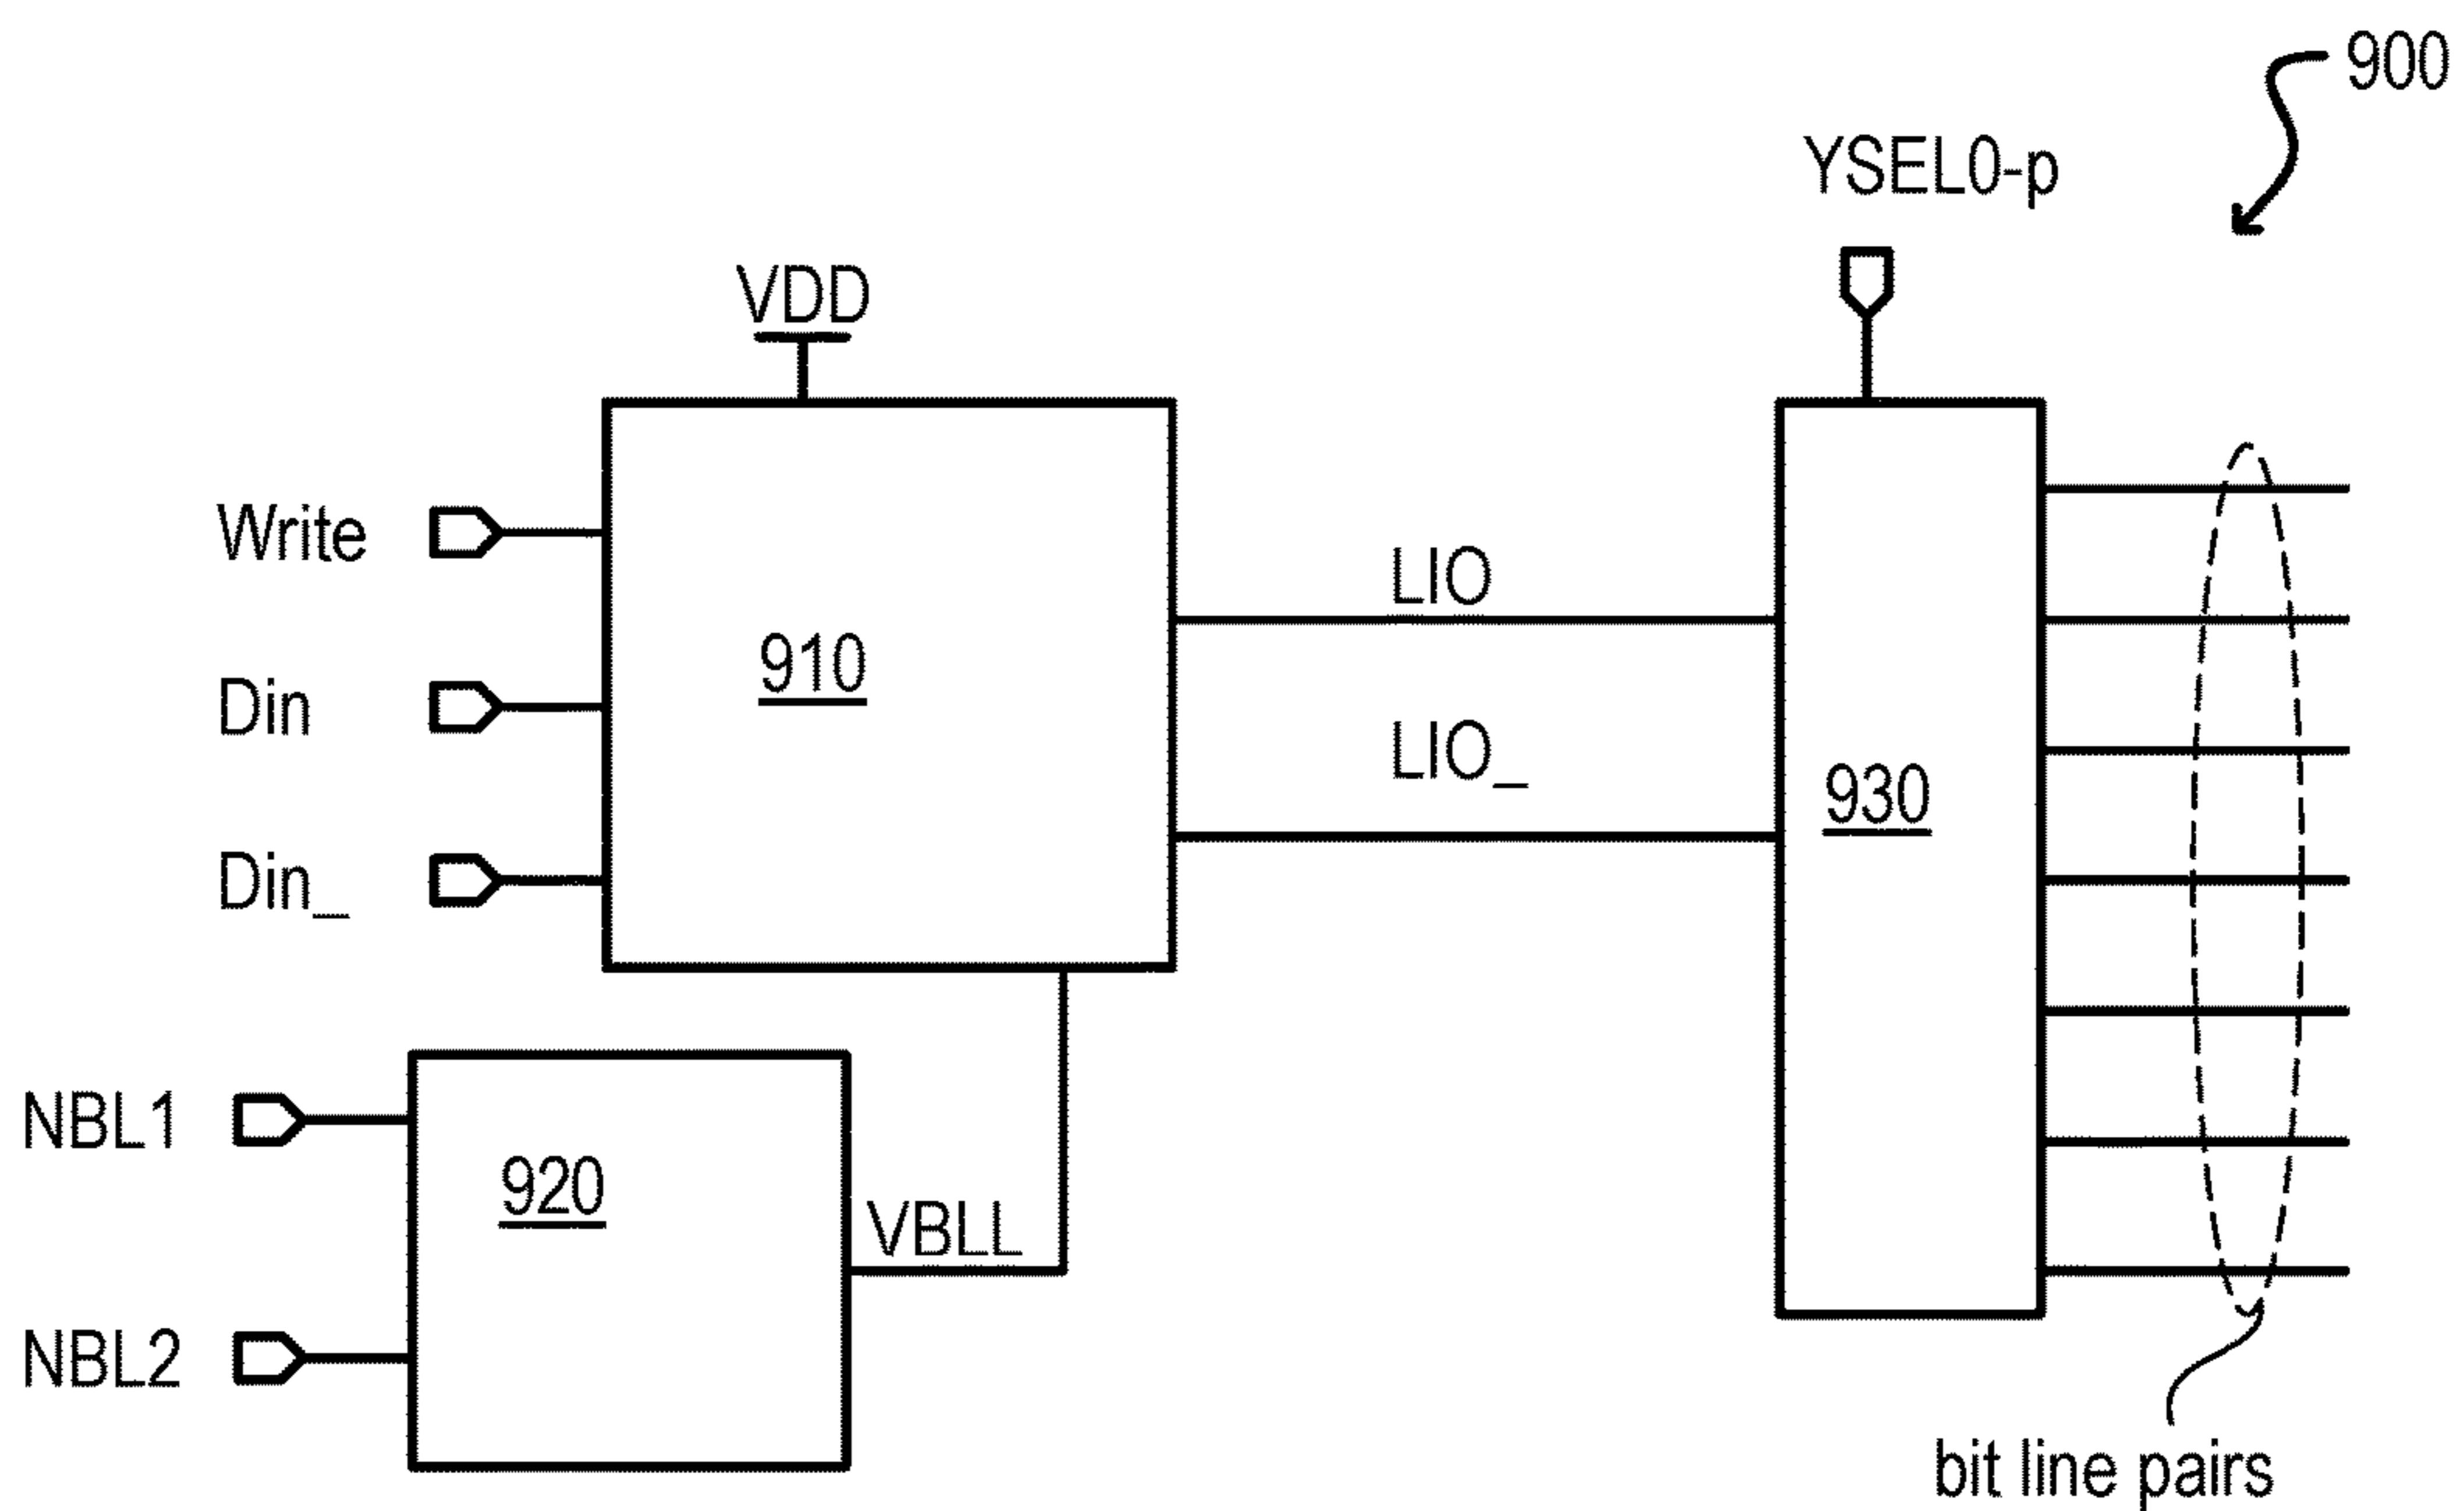 900
YSEL0-p
VDD
Write
LIO
910
Din
LIO_
930
Din_
NBL1
920
VBLL
NBL2
bit line pairs